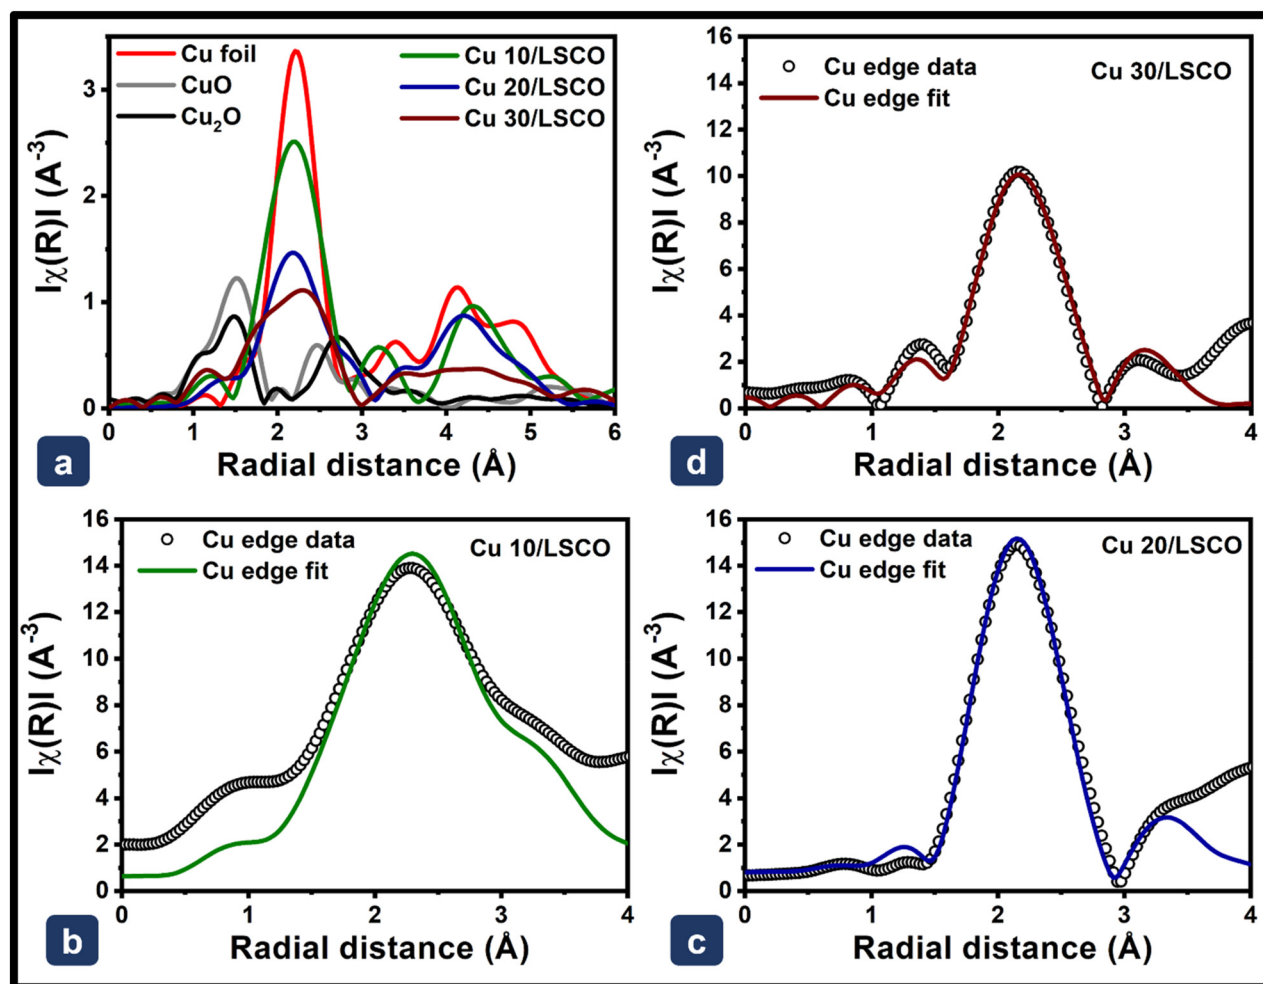 Cu foil
CuO
Cu₂O
Cu 10/LSCO
Cu 20/LSCO
Cu 30/LSCO
Iχ(R)I (A⁻³)
3
2
1
0
0 1 2 3 4 5 6
Radial distance (Å)
a
Cu edge data
Cu edge fit
Cu 30/LSCO
Iχ(R)I (A⁻³)
16
14
12
10
8
6
4
2
0
0 1 2 3 4
Radial distance (Å)
d
Cu edge data
Cu edge fit
Cu 10/LSCO
Iχ(R)I (A⁻³)
16
14
12
10
8
6
4
2
0
0 1 2 3 4
Radial distance (Å)
b
Cu edge data
Cu edge fit
Cu 20/LSCO
Iχ(R)I (A⁻³)
16
14
12
10
8
6
4
2
0
0 1 2 3 4
Radial distance (Å)
c